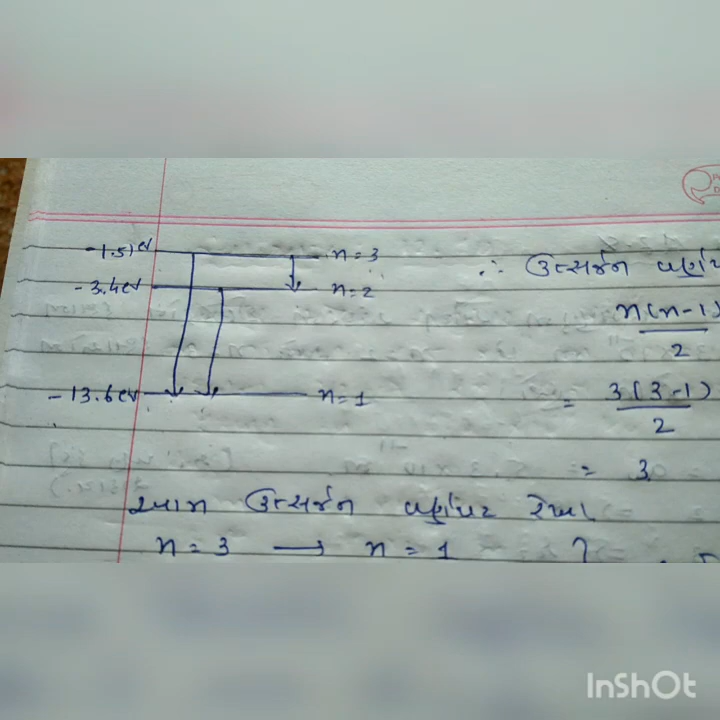 -1.51ev n=3
∴ ઉત્સર્જન વર્ણપ
-3.4ev n=2
n(n-1)
2
-13.6ev n=1
= 3(3-1)
2
= 3
ઉત્સર્જન વર્ણપટ રેખા
n=3 → n=1
InShOt